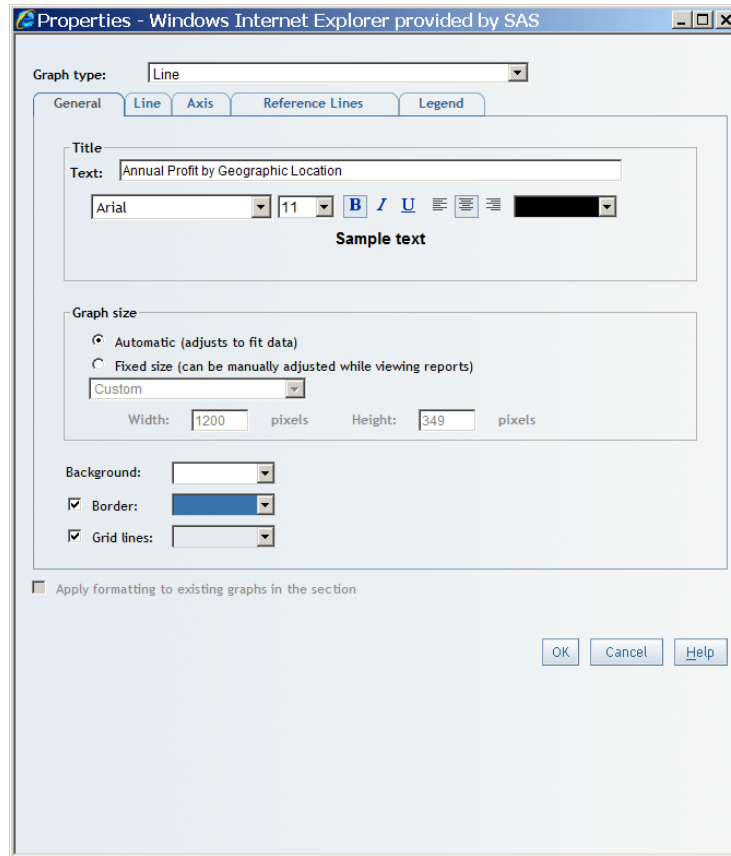 Properties - Windows Internet Explorer provided by SAS
Graph type: Line
General Line Axis Reference Lines Legend
Title
Text: Annual Profit by Geographic Location
Arial 11 B I U
Sample text
Graph size
Automatic (adjusts to fit data)
Fixed size (can be manually adjusted while viewing reports)
Custom
Width: 1200 pixels Height: 349 pixels
Background:
Border:
Grid lines:
Apply formatting to existing graphs in the section
OK Cancel Help